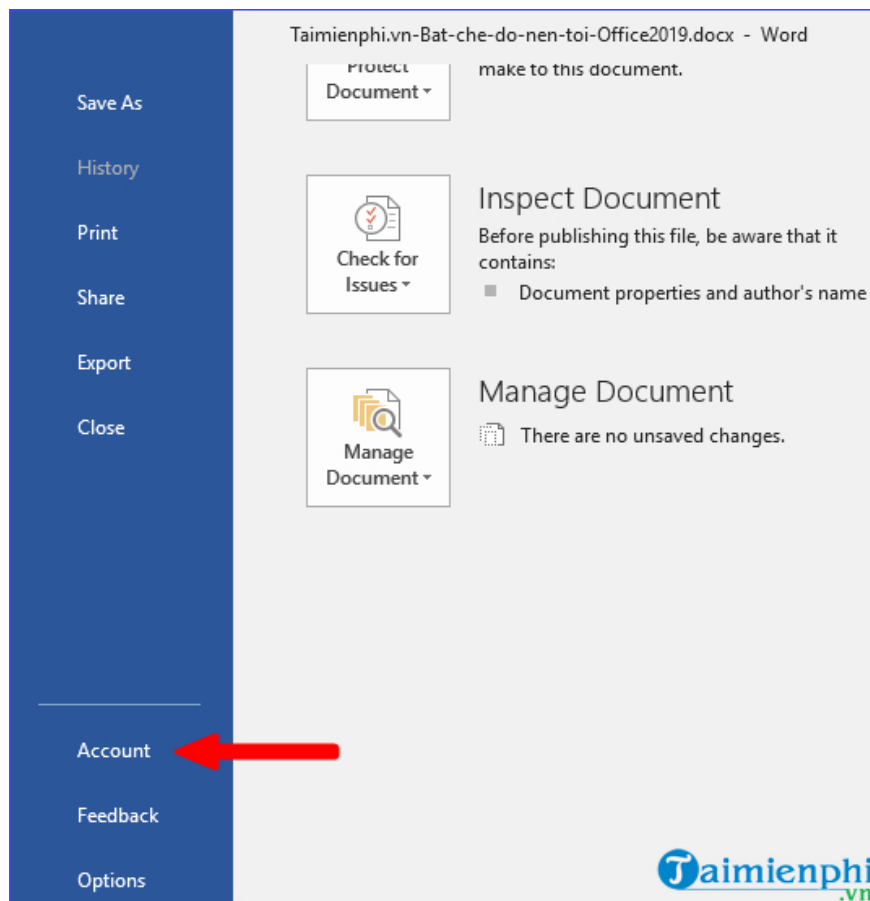 Taimienphi.vn-Bat-che-do-nen-toi-Office2019.docx - Word
Save As
History
Print
Share
Export
Close
Account
Feedback
Options
Protect
Document
make to this document.
Check for
Issues
Inspect Document
Before publishing this file, be aware that it
contains:
Document properties and author's name
Manage
Document
Manage Document
There are no unsaved changes.
Taimienphi
.vn